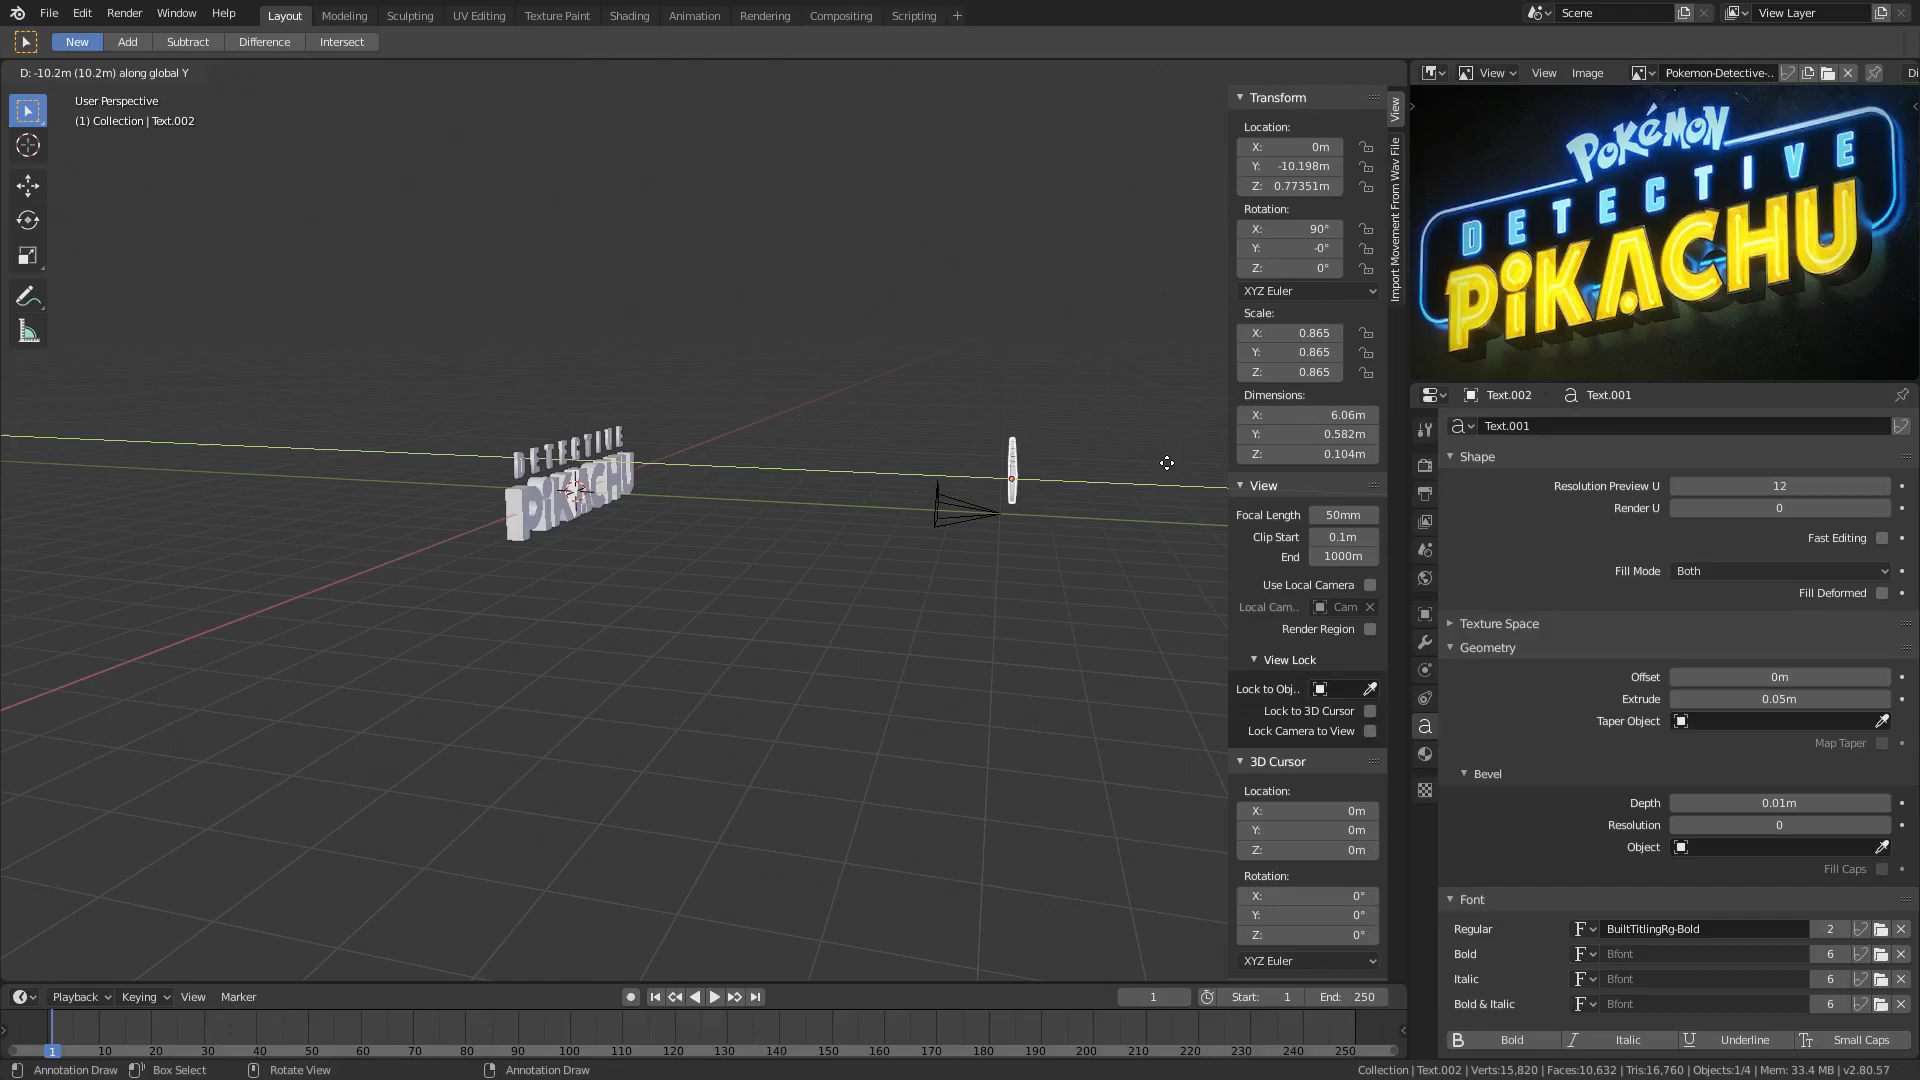 File Edit Render Window Help Layout Modeling Sculpting UV Editing Texture Paint Shading Animation Rendering Compositing Scripting + Scene View Layer
New Add Subtract Difference Intersect
D: -10.2m (10.2m) along global Y
User Perspective
(1) Collection | Text.002
DETECTIVE
PiKACHU
Transform
Location:
X: 0m
Y: -10.198m
Z: 0.77351m
Rotation:
X: 90°
Y: -0°
Z: 0°
XYZ Euler
Scale:
X: 0.865
Y: 0.865
Z: 0.865
Dimensions:
X: 6.06m
Y: 0.582m
Z: 0.104m
View
Focal Length 50mm
Clip Start 0.1m
End 1000m
Use Local Camera
Local Cam.. Cam
Render Region
View Lock
Lock to Obj..
Lock to 3D Cursor
Lock Camera to View
3D Cursor
Location:
X: 0m
Y: 0m
Z: 0m
Rotation:
X: 0°
Y: 0°
Z: 0°
XYZ Euler
View
Import Movement From Wav File
View View Image Pokemon-Detective-.. Di
POKéMON
DETECTIVE
PiKACHU
Text.002 Text.001
Text.001
Shape
Resolution Preview U 12
Render U 0
Fast Editing
Fill Mode Both
Fill Deformed
Texture Space
Geometry
Offset 0m
Extrude 0.05m
Taper Object
Map Taper
Bevel
Depth 0.01m
Resolution 0
Object
Fill Caps
Font
Regular F BuiltTitlingRg-Bold 2
Bold F Bfont 6
Italic F Bfont 6
Bold & Italic F Bfont 6
B Bold I Italic U Underline Tt Small Caps
Playback Keying View Marker 1 Start: 1 End: 250
1 10 20 30 40 50 60 70 80 90 100 110 120 130 140 150 160 170 180 190 200 210 220 230 240 250
Annotation Draw Box Select Rotate View Annotation Draw Collection | Text.002 | Verts:15,820 | Faces:10,632 | Tris:16,760 | Objects:1/4 | Mem: 33.4 MB | v2.80.57